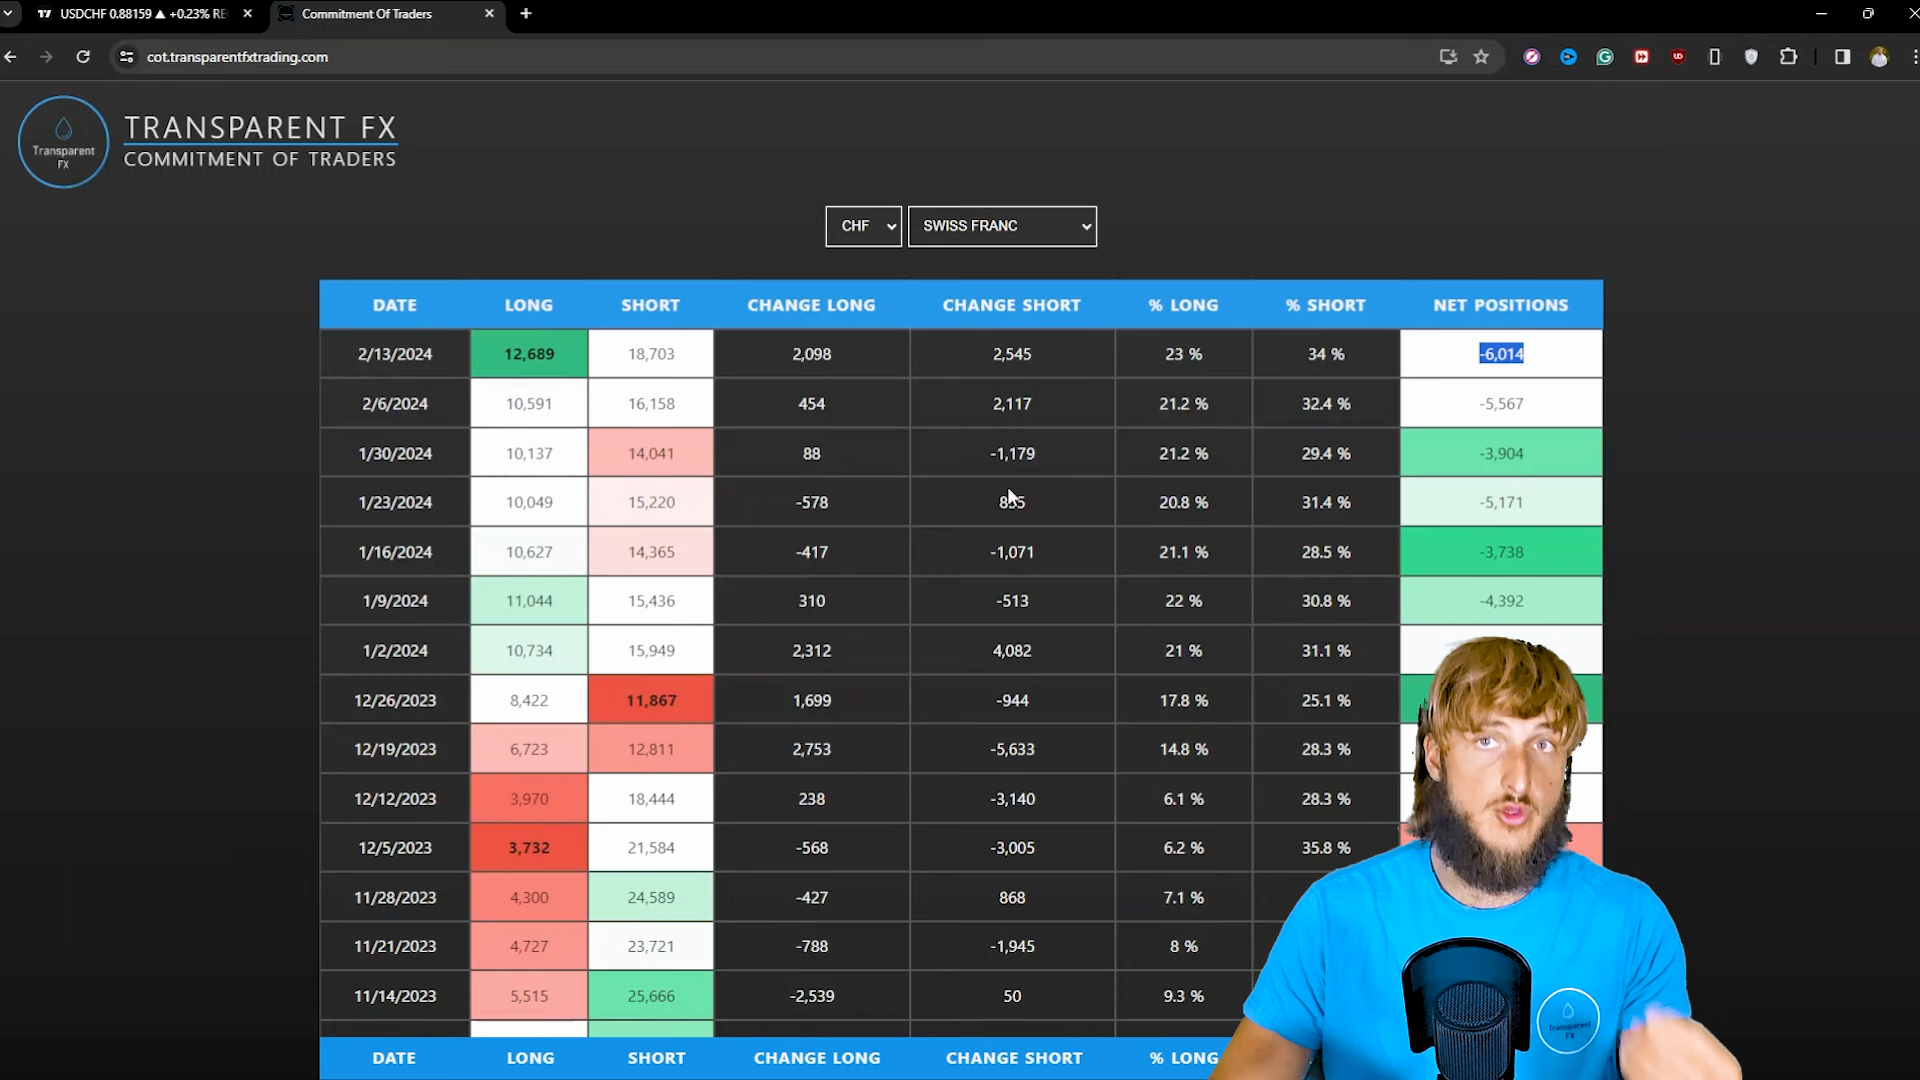 USDCHF 0.88159 ▲ +0.23% RE
Commitment Of Traders
cot.transparentfxtrading.com
Transparent
FX
TRANSPARENT FX
COMMITMENT OF TRADERS
CHF
SWISS FRANC
DATE LONG SHORT CHANGE LONG CHANGE SHORT % LONG % SHORT NET POSITIONS
2/13/2024 12,689 18,703 2,098 2,545 23 % 34 % -6,014
2/6/2024 10,591 16,158 454 2,117 21.2 % 32.4 % -5,567
1/30/2024 10,137 14,041 88 -1,179 21.2 % 29.4 % -3,904
1/23/2024 10,049 15,220 -578 855 20.8 % 31.4 % -5,171
1/16/2024 10,627 14,365 -417 -1,071 21.1 % 28.5 % -3,738
1/9/2024 11,044 15,436 310 -513 22 % 30.8 % -4,392
1/2/2024 10,734 15,949 2,312 4,082 21 % 31.1 %
12/26/2023 8,422 11,867 1,699 -944 17.8 % 25.1 %
12/19/2023 6,723 12,811 2,753 -5,633 14.8 % 28.3 %
12/12/2023 3,970 18,444 238 -3,140 6.1 % 28.3 %
12/5/2023 3,732 21,584 -568 -3,005 6.2 % 35.8 %
11/28/2023 4,300 24,589 -427 868 7.1 %
11/21/2023 4,727 23,721 -788 -1,945 8 %
11/14/2023 5,515 25,666 -2,539 50 9.3 %
DATE LONG SHORT CHANGE LONG CHANGE SHORT % LONG
Transparent
FX